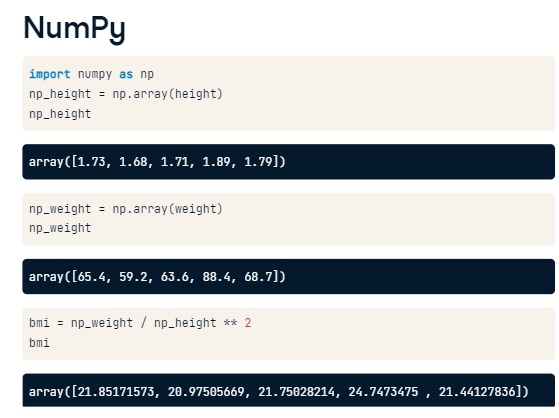 NumPy
import numpy as np
np_height = np.array(height)
np_height
array([1.73, 1.68, 1.71, 1.89, 1.79])
np_weight = np.array(weight)
np_weight
array([65.4, 59.2, 63.6, 88.4, 68.7])
bmi = np_weight / np_height ** 2
bmi
array([21.85171573, 20.97505669, 21.75028214, 24.7473475 , 21.44127836])